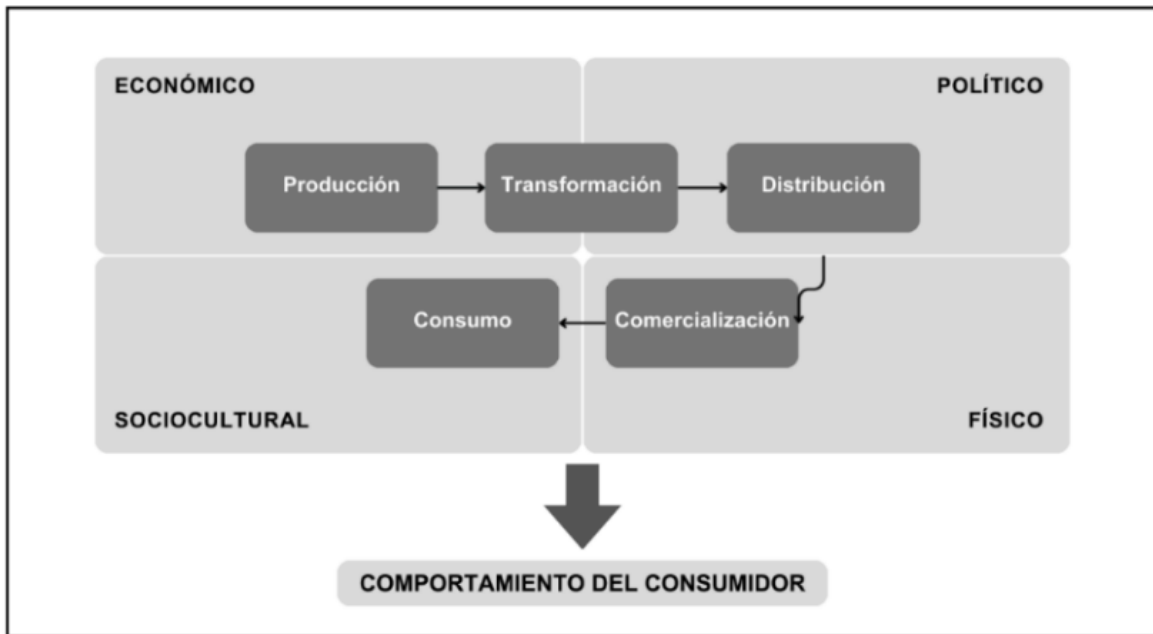 ECONÓMICO
POLÍTICO
Producción
Transformación
Distribución
Consumo
Comercialización
SOCIOCULTURAL
FÍSICO
COMPORTAMIENTO DEL CONSUMIDOR